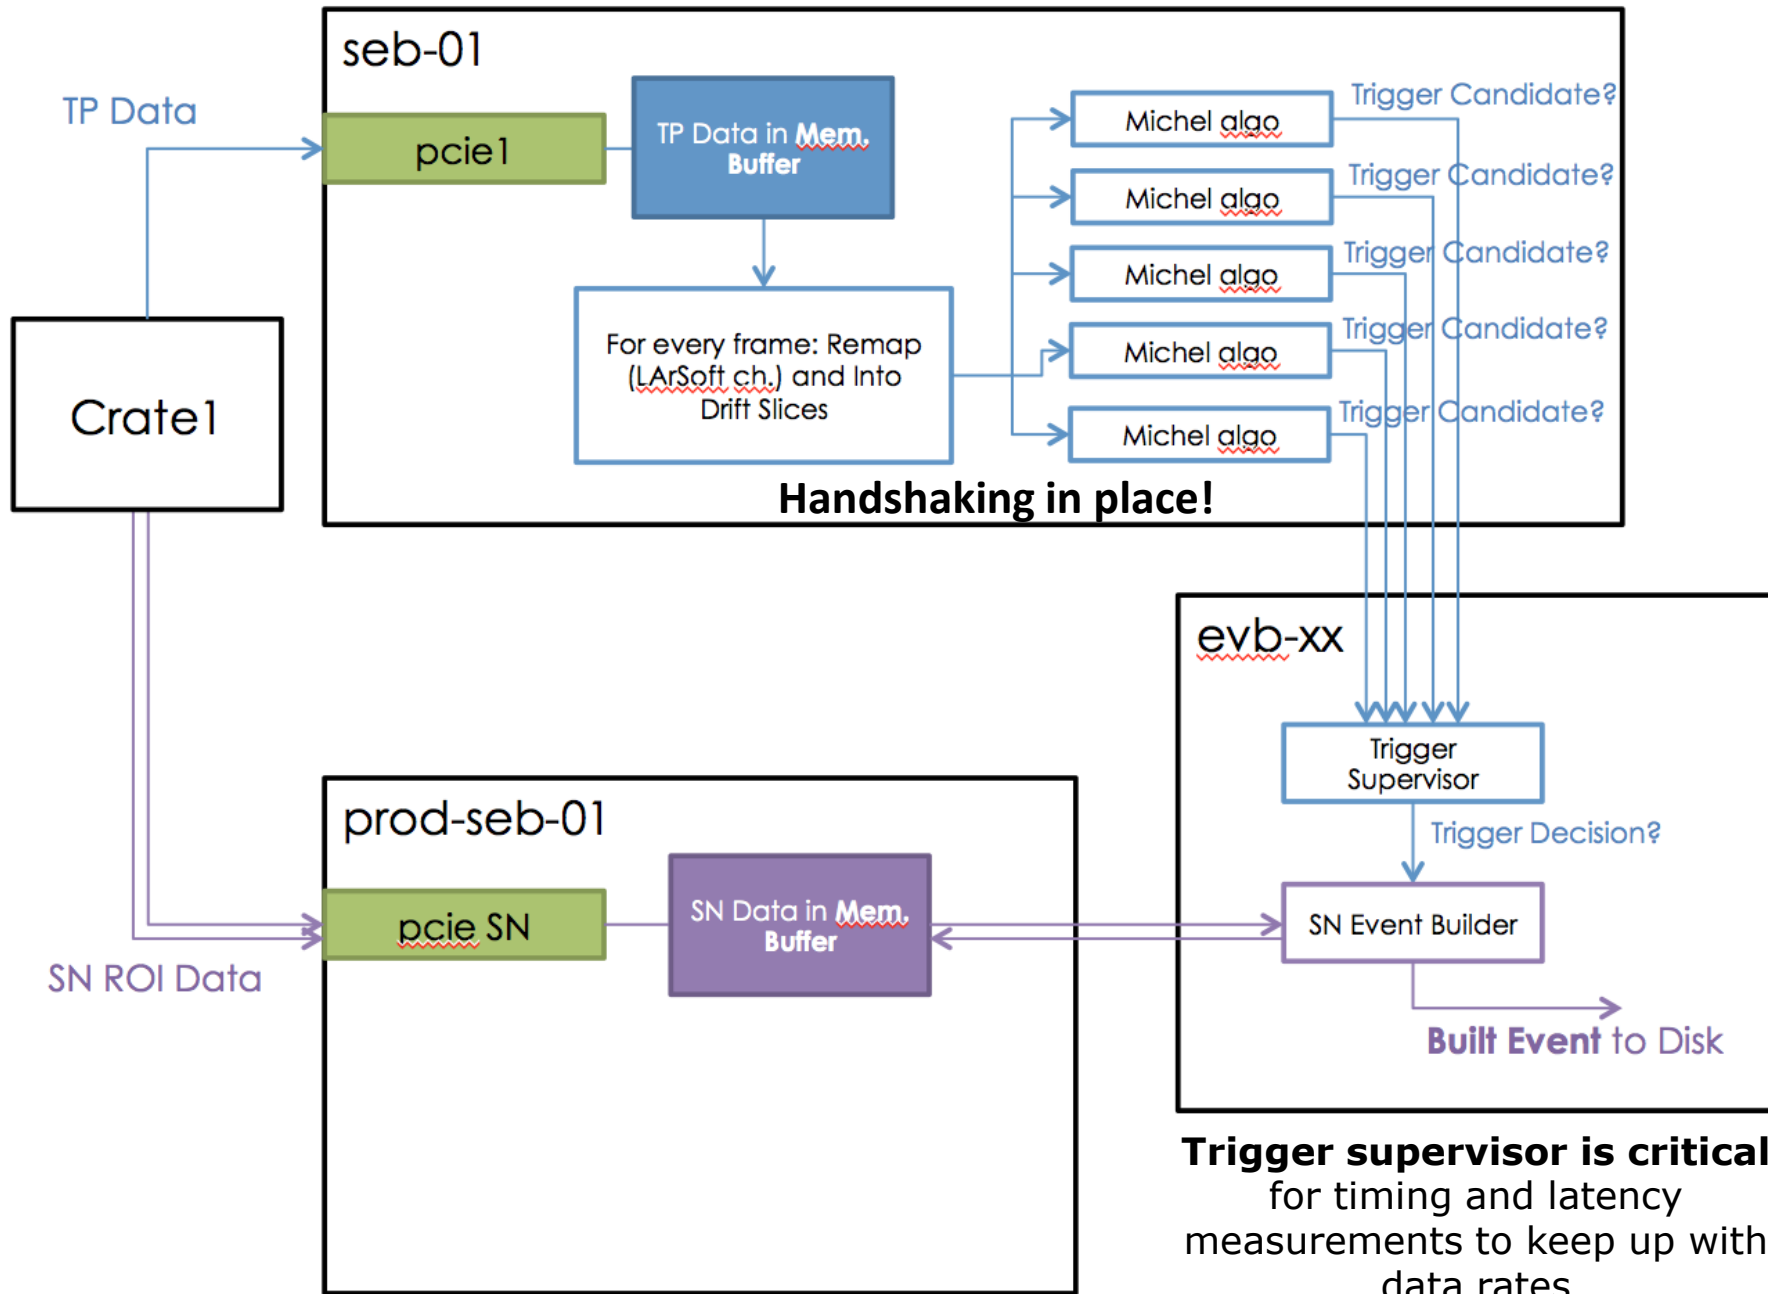 seb-01
TP Data
pcie1
TP Data in Mem.
Buffer
For every frame: Remap
(LArSoft ch.) and Into
Drift Slices
Michel algo
Trigger Candidate?
Michel algo
Trigger Candidate?
Michel algo
Trigger Candidate?
Michel algo
Trigger Candidate?
Michel algo
Trigger Candidate?
Handshaking in place!
Crate1
evb-xx
Trigger
Supervisor
Trigger Decision?
SN Event Builder
Built Event to Disk
prod-seb-01
pcie SN
SN Data in Mem.
Buffer
SN ROI Data
Trigger supervisor is critical
for timing and latency
measurements to keep up with
data rates